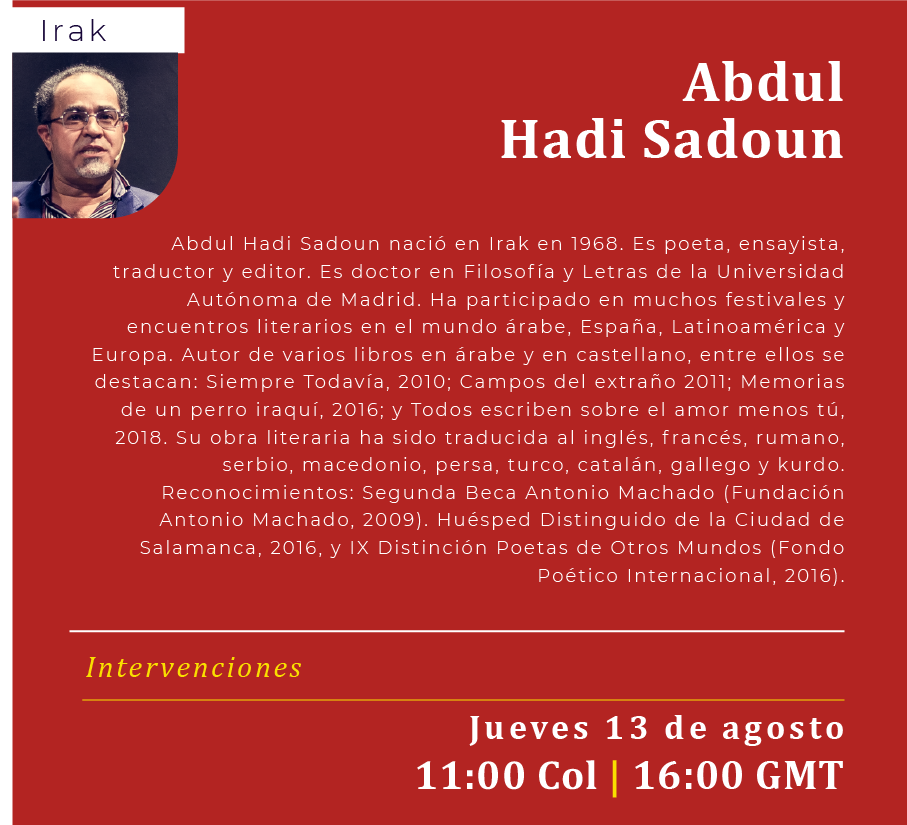 Irak
Abdul
Hadi Sadoun
Abdul Hadi Sadoun nació en Irak en 1968. Es poeta, ensayista,
traductor y editor. Es doctor en Filosofía y Letras de la Universidad
Autónoma de Madrid. Ha participado en muchos festivales y
encuentros literarios en el mundo árabe, España, Latinoamérica y
Europa. Autor de varios libros en árabe y en castellano, entre ellos se
destacan: Siempre Todavía, 2010; Campos del extraño 2011; Memorias
de un perro iraquí, 2016; y Todos escriben sobre el amor menos tú,
2018. Su obra literaria ha sido traducida al inglés, francés, rumano,
serbio, macedonio, persa, turco, catalán, gallego y kurdo.
Reconocimientos: Segunda Beca Antonio Machado (Fundación
Antonio Machado, 2009). Huésped Distinguido de la Ciudad de
Salamanca, 2016, y IX Distinción Poetas de Otros Mundos (Fondo
Poético Internacional, 2016).
Intervenciones
Jueves 13 de agosto
11:00 Col | 16:00 GMT